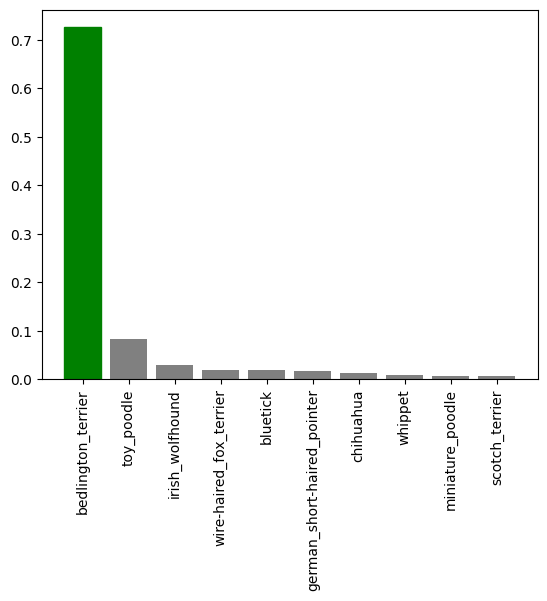 0.7
0.6
0.5
0.4
0.3
0.2
0.1
0.0
bedlington_terrier
toy_poodle
irish_wolfhound
wire-haired_fox_terrier
bluetick
german_short-haired_pointer
chihuahua
whippet
miniature_poodle
scotch_terrier